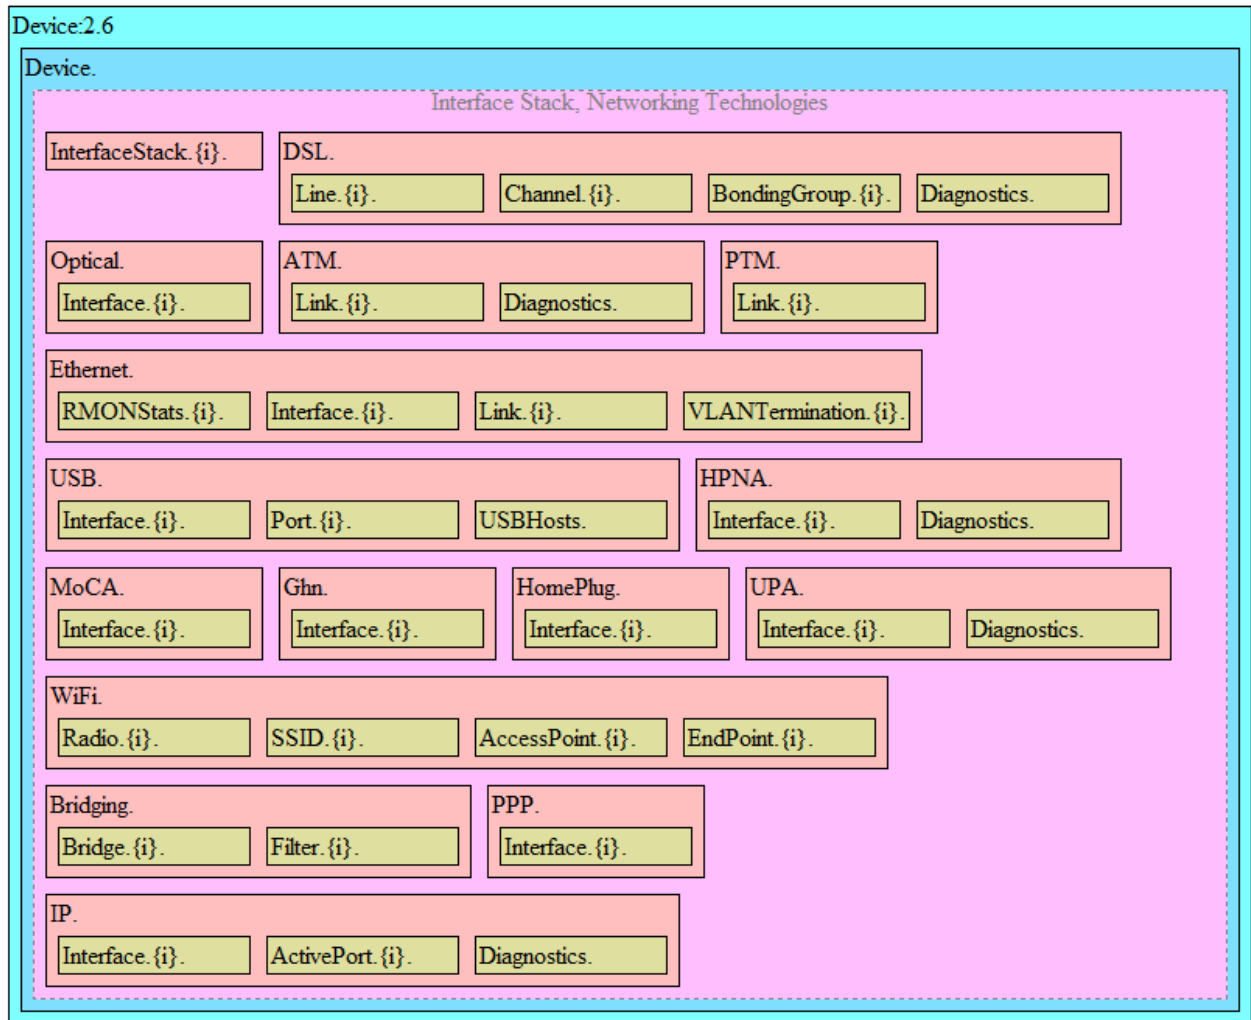 Device:2.6
Device.
Interface Stack, Networking Technologies
InterfaceStack.{i}.
DSL.
Line.{i}.
Channel.{i}.
BondingGroup.{i}.
Diagnostics.
Optical.
Interface.{i}.
ATM.
Link.{i}.
Diagnostics.
PTM.
Link.{i}.
Ethernet.
RMONStats.{i}.
Interface.{i}.
Link.{i}.
VLANTermination.{i}.
USB.
Interface.{i}.
Port.{i}.
USBHosts.
HPNA.
Interface.{i}.
Diagnostics.
MoCA.
Interface.{i}.
Ghn.
Interface.{i}.
HomePlug.
Interface.{i}.
UPA.
Interface.{i}.
Diagnostics.
WiFi.
Radio.{i}.
SSID.{i}.
AccessPoint.{i}.
EndPoint.{i}.
Bridging.
Bridge.{i}.
Filter.{i}.
PPP.
Interface.{i}.
IP.
Interface.{i}.
ActivePort.{i}.
Diagnostics.